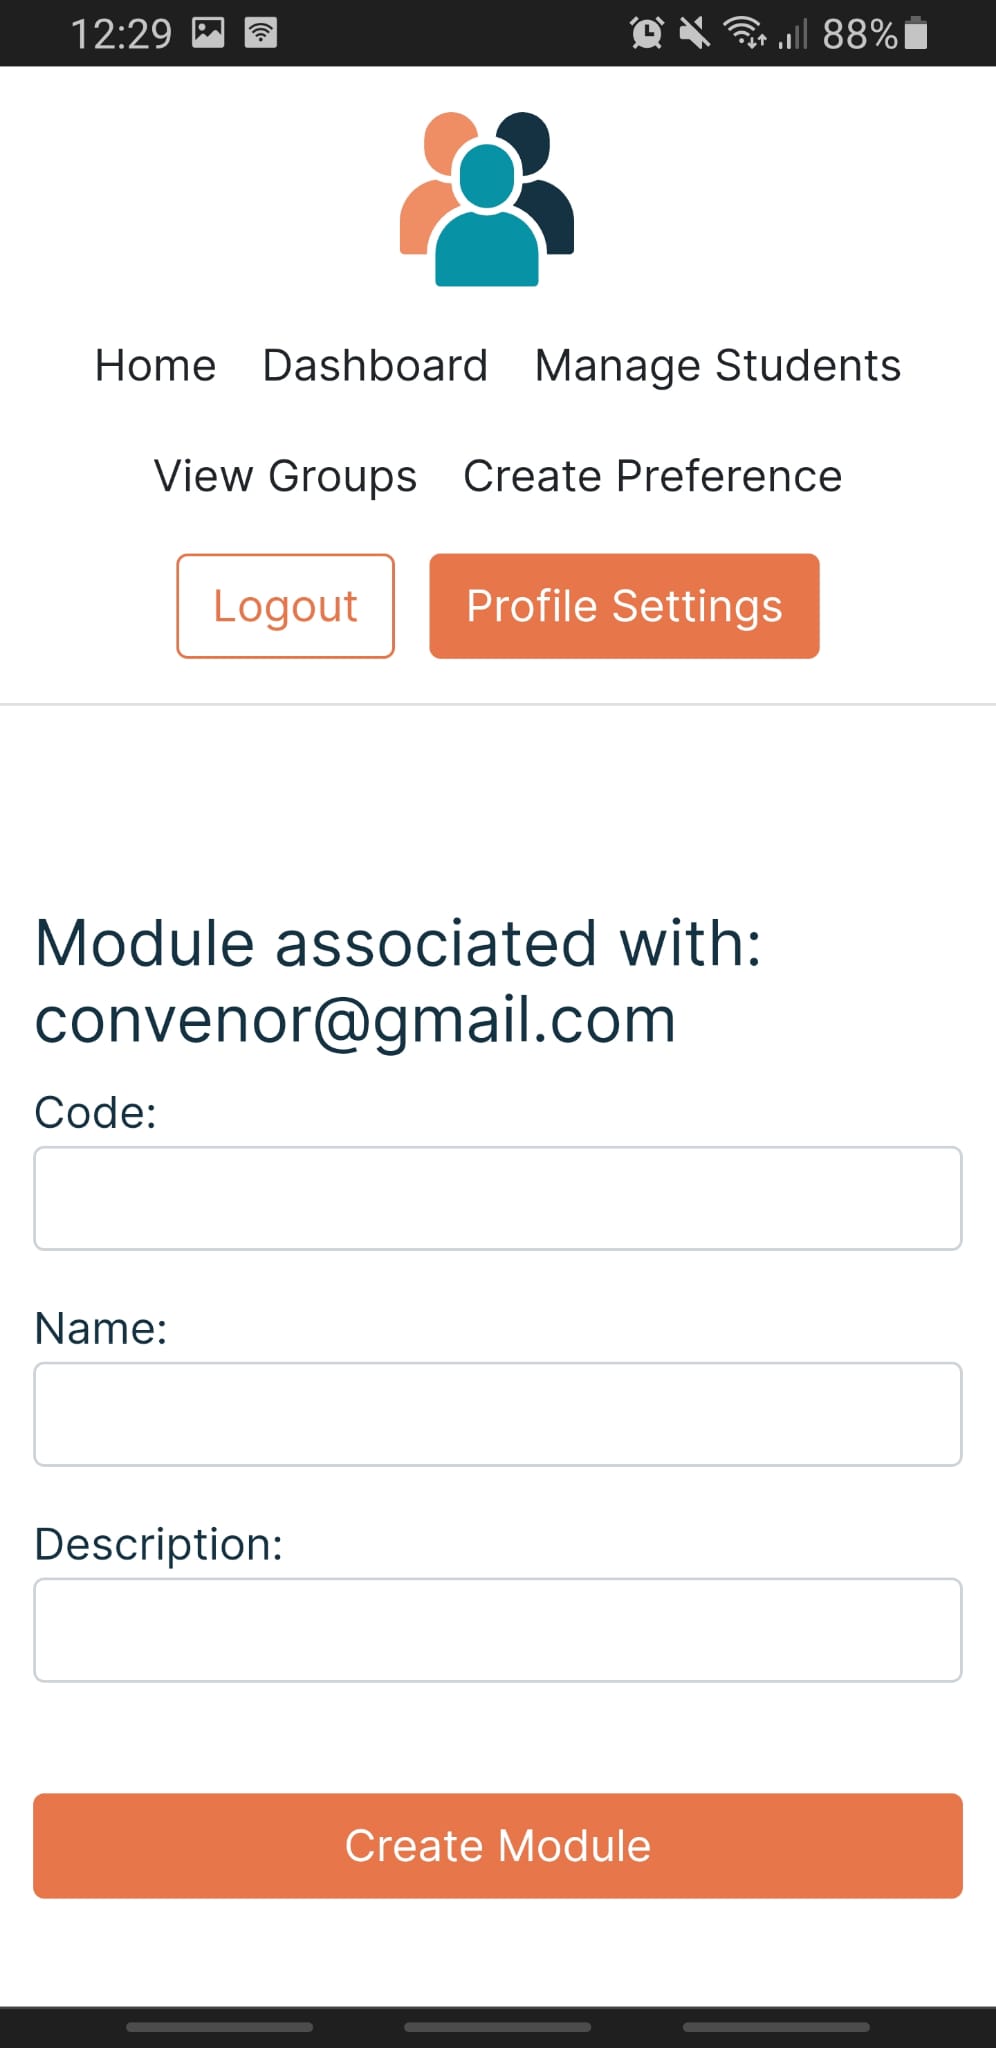 12:29 88%
Home Dashboard Manage Students
View Groups Create Preference
Logout Profile Settings
Module associated with:
convenor@gmail.com
Code:
Name:
Description:
Create Module